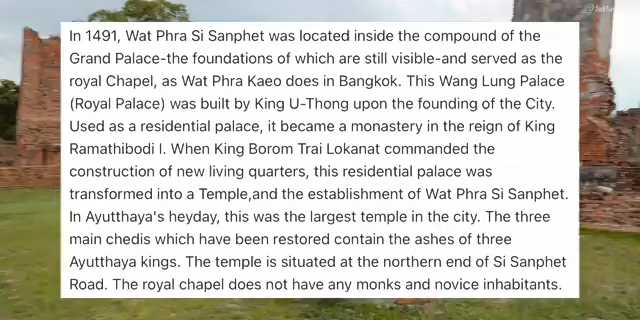 In 1491, Wat Phra Si Sanphet was located inside the compound of the
Grand Palace-the foundations of which are still visible-and served as the
royal Chapel, as Wat Phra Kaeo does in Bangkok. This Wang Lung Palace
(Royal Palace) was built by King U-Thong upon the founding of the City.
Used as a residential palace, it became a monastery in the reign of King
Ramathibodi I. When King Borom Trai Lokanat commanded the
construction of new living quarters, this residential palace was
transformed into a Temple,and the establishment of Wat Phra Si Sanphet.
In Ayutthaya's heyday, this was the largest temple in the city. The three
main chedis which have been restored contain the ashes of three
Ayutthaya kings. The temple is situated at the northern end of Si Sanphet
Road. The royal chapel does not have any monks and novice inhabitants.